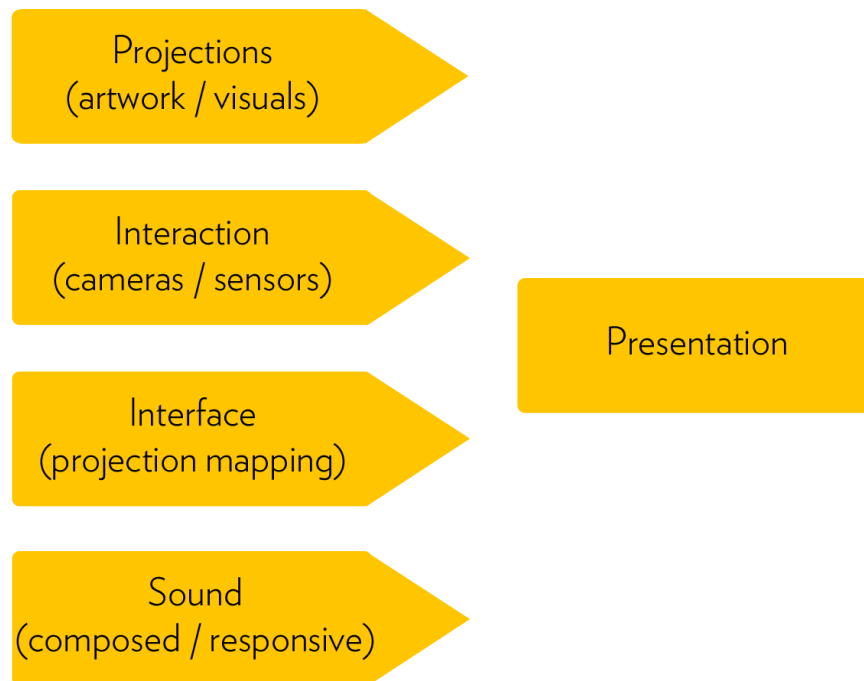 Projections
(artwork / visuals)
Interaction
(cameras / sensors)
Interface
(projection mapping)
Sound
(composed / responsive)
Presentation